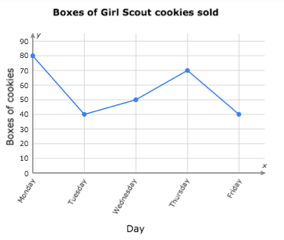 Boxes of Girl Scout cookies sold
y
90
80
70
60
50
40
30
20
10
0
Boxes of cookies
x
Monday
Tuesday
Wednesday
Thursday
Friday
Day